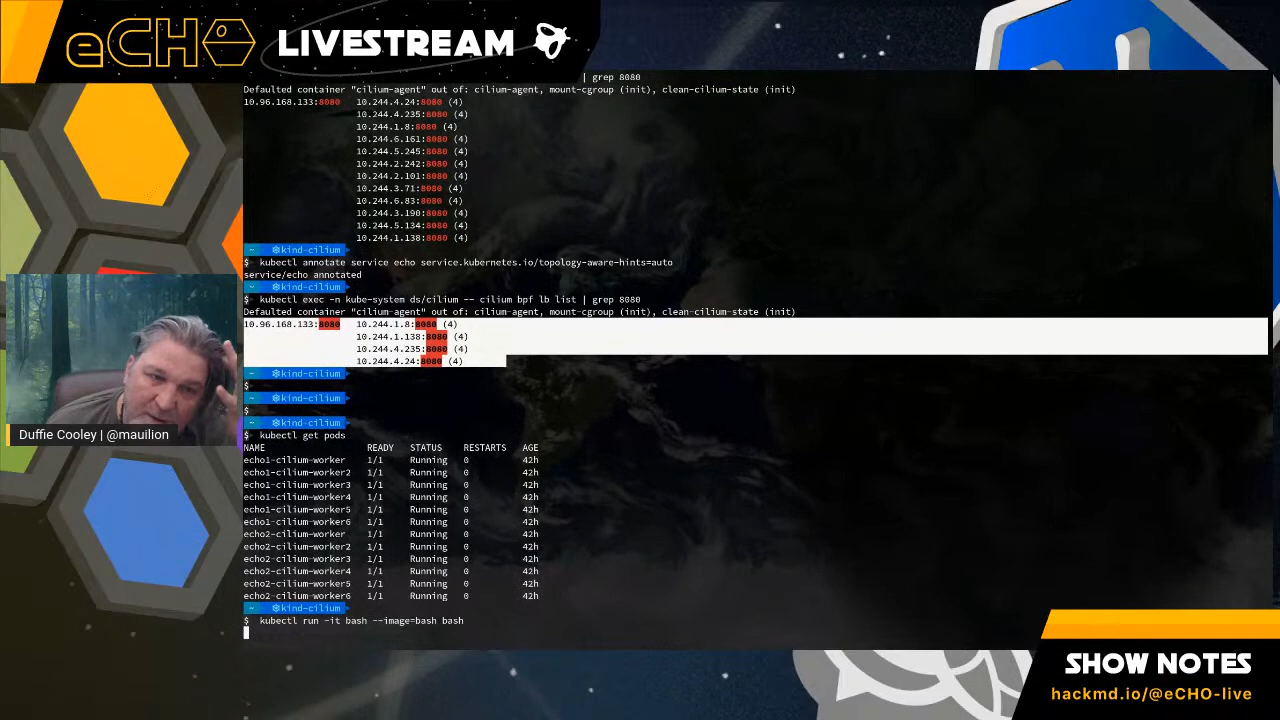 eCHO LIVESTREAM
| grep 8080
Defaulted container "cilium-agent" out of: cilium-agent, mount-cgroup (init), clean-cilium-state (init)
10.96.168.133:8080 10.244.4.24:8080 (4)
10.244.4.235:8080 (4)
10.244.1.8:8080 (4)
10.244.6.161:8080 (4)
10.244.5.245:8080 (4)
10.244.2.242:8080 (4)
10.244.2.101:8080 (4)
10.244.3.71:8080 (4)
10.244.6.83:8080 (4)
10.244.3.190:8080 (4)
10.244.5.134:8080 (4)
10.244.1.138:8080 (4)
~ ☸kind-cilium
$ kubectl annotate service echo service.kubernetes.io/topology-aware-hints=auto
service/echo annotated
~ ☸kind-cilium
$ kubectl exec -n kube-system ds/cilium -- cilium bpf lb list | grep 8080
Defaulted container "cilium-agent" out of: cilium-agent, mount-cgroup (init), clean-cilium-state (init)
10.96.168.133:8080 10.244.1.8:8080 (4)
10.244.1.138:8080 (4)
10.244.4.235:8080 (4)
10.244.4.24:8080 (4)
~ ☸kind-cilium
$
~ ☸kind-cilium
$
~ ☸kind-cilium
$ kubectl get pods
NAME READY STATUS RESTARTS AGE
echo1-cilium-worker 1/1 Running 0 42h
echo1-cilium-worker2 1/1 Running 0 42h
echo1-cilium-worker3 1/1 Running 0 42h
echo1-cilium-worker4 1/1 Running 0 42h
echo1-cilium-worker5 1/1 Running 0 42h
echo1-cilium-worker6 1/1 Running 0 42h
echo2-cilium-worker 1/1 Running 0 42h
echo2-cilium-worker2 1/1 Running 0 42h
echo2-cilium-worker3 1/1 Running 0 42h
echo2-cilium-worker4 1/1 Running 0 42h
echo2-cilium-worker5 1/1 Running 0 42h
echo2-cilium-worker6 1/1 Running 0 42h
~ ☸kind-cilium
$ kubectl run -it bash --image=bash bash
Duffie Cooley | @mauilion
SHOW NOTES
hackmd.io/@eCHO-live